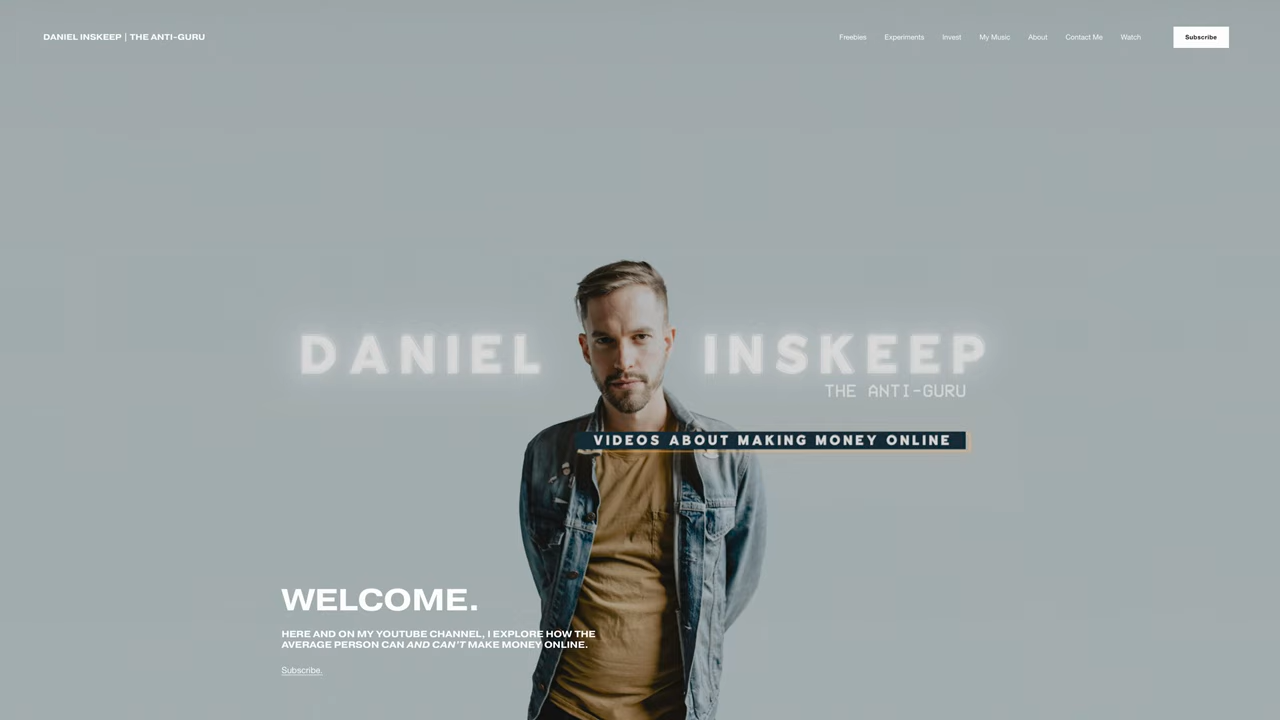 DANIEL INSKEEP | THE ANTI-GURU
Freebies Experiments Invest My Music About Contact Me Watch Subscribe
DANIEL INSKEEP
THE ANTI-GURU
VIDEOS ABOUT MAKING MONEY ONLINE
WELCOME.
HERE AND ON MY YOUTUBE CHANNEL, I EXPLORE HOW THE
AVERAGE PERSON CAN AND CAN'T MAKE MONEY ONLINE.
Subscribe.